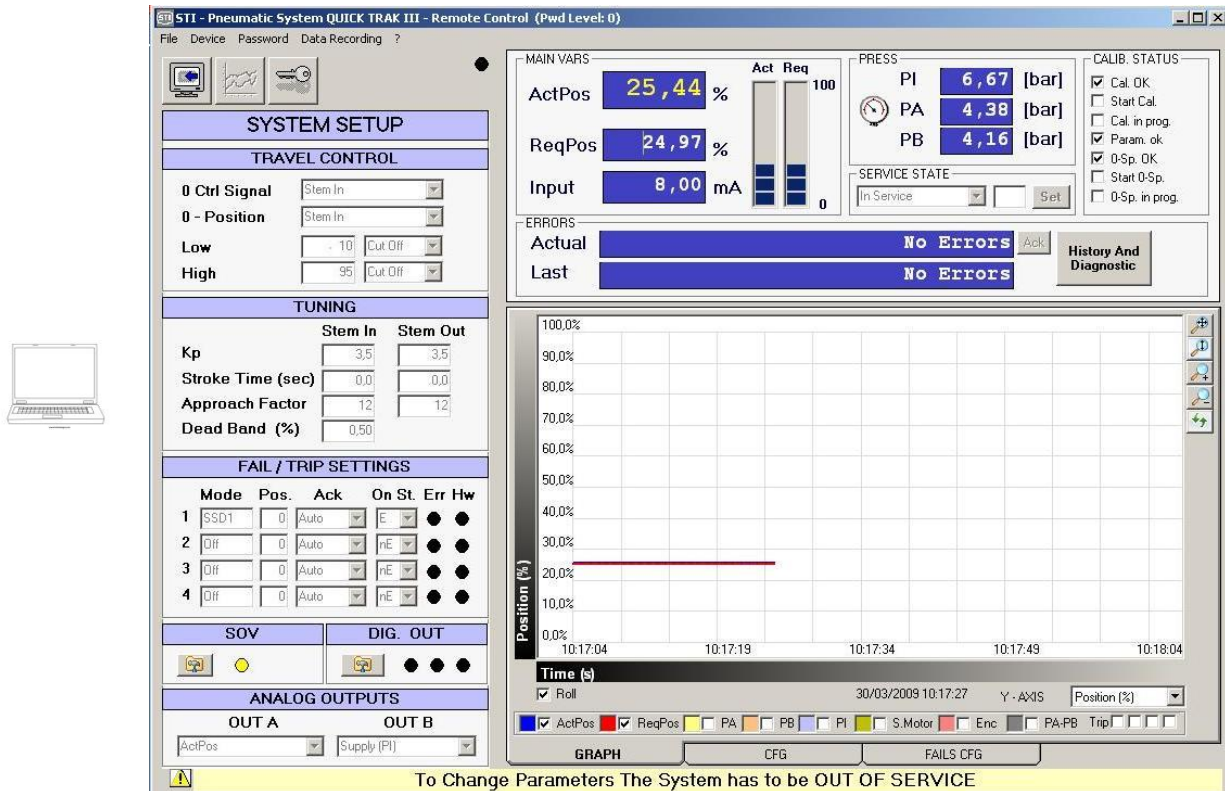 STI - Pneumatic System QUICK TRAK III - Remote Control (Pwd Level: 0)
File Device Password Data Recording ?
SYSTEM SETUP
TRAVEL CONTROL
0 Ctrl Signal Stem In
0 - Position Stem In
Low - 10 Cut Off
High 95 Cut Off
TUNING
Stem In Stem Out
Kp 3,5 3,5
Stroke Time (sec) 0,0 0,0
Approach Factor 12 12
Dead Band (%) 0,50
FAIL / TRIP SETTINGS
Mode Pos. Ack On St. Err Hw
1 SSD1 0 Auto E
2 Off 0 Auto nE
3 Off 0 Auto nE
4 Off 0 Auto nE
SOV DIG. OUT
ANALOG OUTPUTS
OUT A OUT B
ActPos Supply (PI)
MAIN VARS
Act Req
ActPos 25,44 % 100
ReqPos 24,97 %
Input 8,00 mA 0
PRESS
PI 6,67 [bar]
PA 4,38 [bar]
PB 4,16 [bar]
SERVICE STATE
In Service Set
CALIB. STATUS
Cal. OK
Start Cal.
Cal. in prog.
Param. ok
0-Sp. OK
Start 0-Sp.
0-Sp. in prog.
ERRORS
Actual No Errors Ack
Last No Errors
History And
Diagnostic
100,0%
90,0%
80,0%
70,0%
60,0%
50,0%
40,0%
30,0%
20,0%
10,0%
0,0%
Position (%)
10:17:04 10:17:19 10:17:34 10:17:49 10:18:04
Time (s)
Roll 30/03/2009 10:17:27 Y - AXIS Position (%)
ActPos ReqPos PA PB PI S.Motor Enc PA-PB Trip
GRAPH CFG FAILS CFG
To Change Parameters The System has to be OUT OF SERVICE